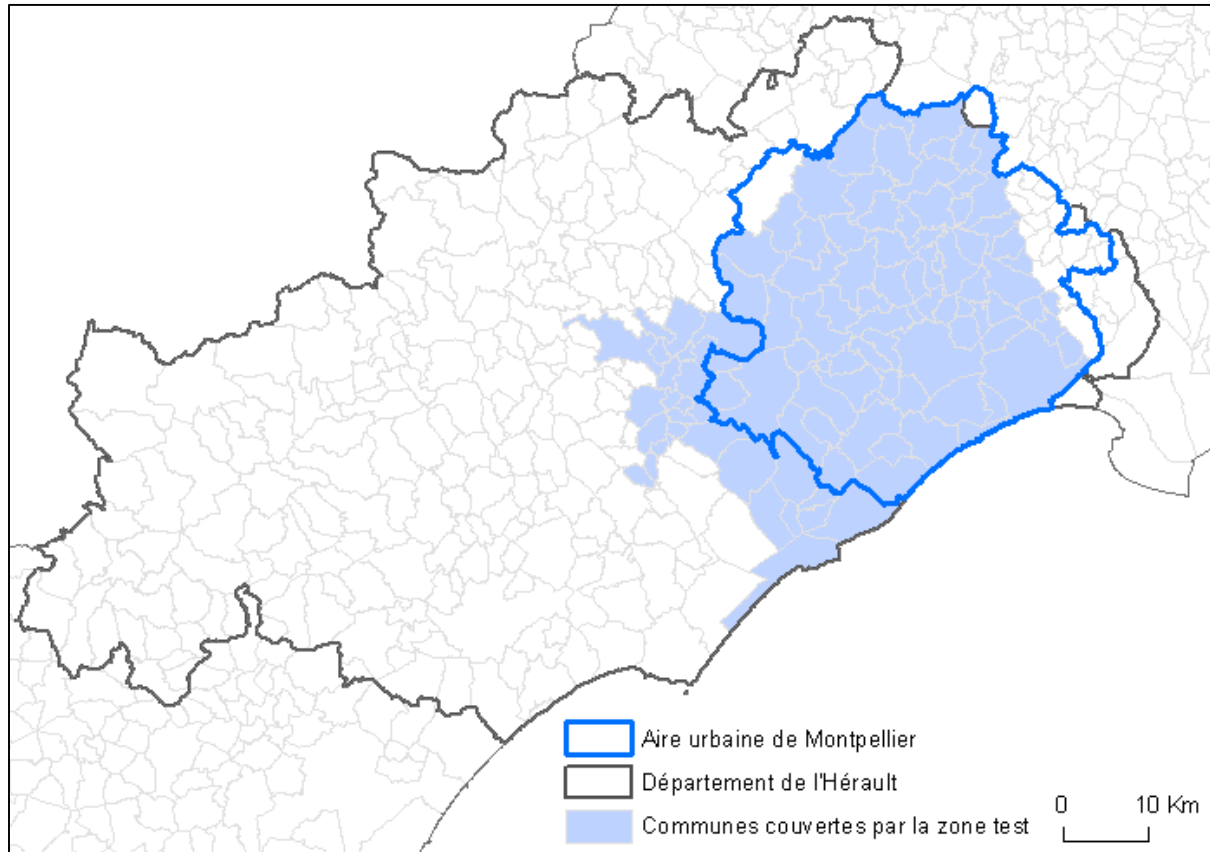 Aire urbaine de Montpellier
Département de l'Hérault
Communes couvertes par la zone test
0 10 Km